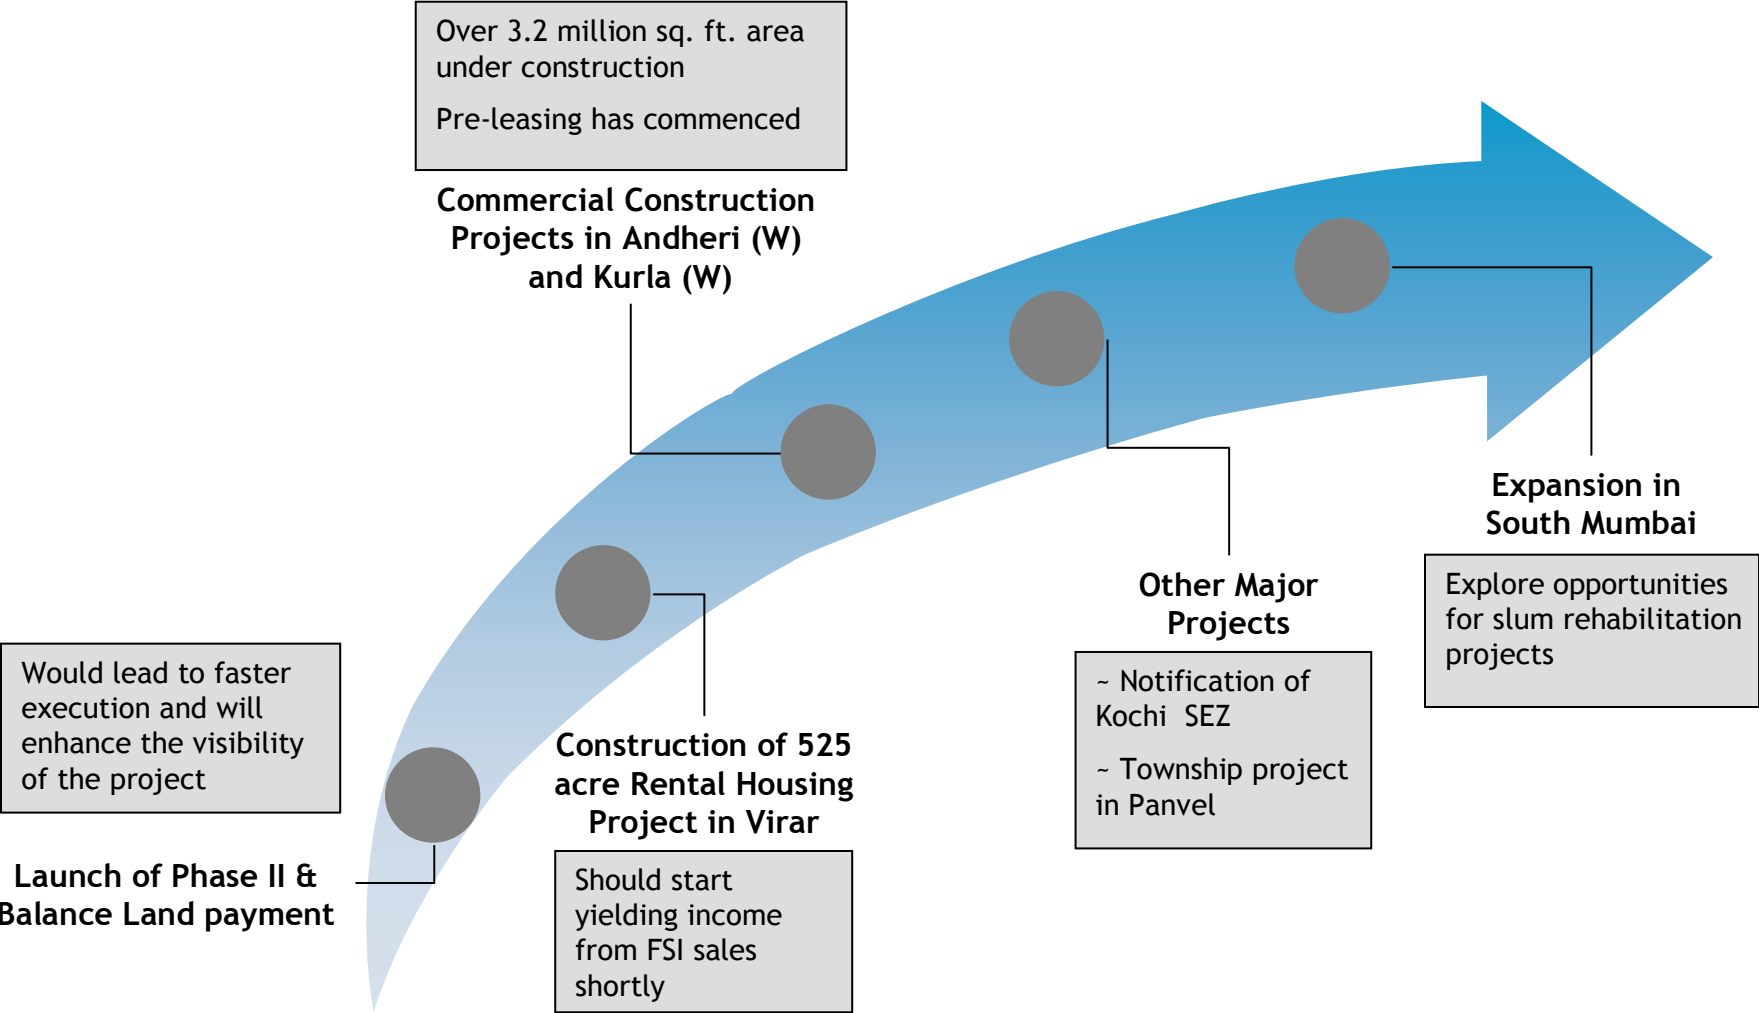 Over 3.2 million sq. ft. area
under construction
Pre-leasing has commenced
Commercial Construction
Projects in Andheri (W)
and Kurla (W)
Expansion in
South Mumbai
Explore opportunities
for slum rehabilitation
projects
Other Major
Projects
~ Notification of
Kochi SEZ
~ Township project
in Panvel
Would lead to faster
execution and will
enhance the visibility
of the project
Launch of Phase II &
Balance Land payment
Construction of 525
acre Rental Housing
Project in Virar
Should start
yielding income
from FSI sales
shortly